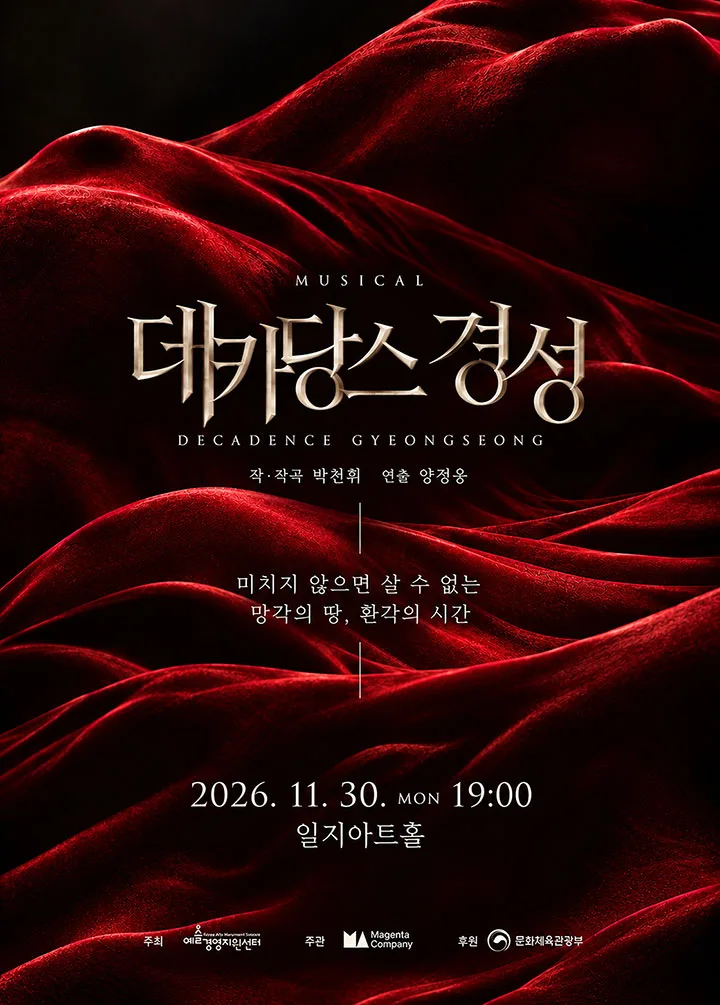 MUSICAL
데카당스 경성
DECADENCE GYEONGSEONG
작·작곡 박천휘 연출 양정웅
미치지 않으면 살 수 없는
망각의 땅, 환각의 시간
2026. 11. 30. MON 19:00
일지아트홀
주최 예술경영지원센터 주관 MA Magenta Company 후원 문화체육관광부